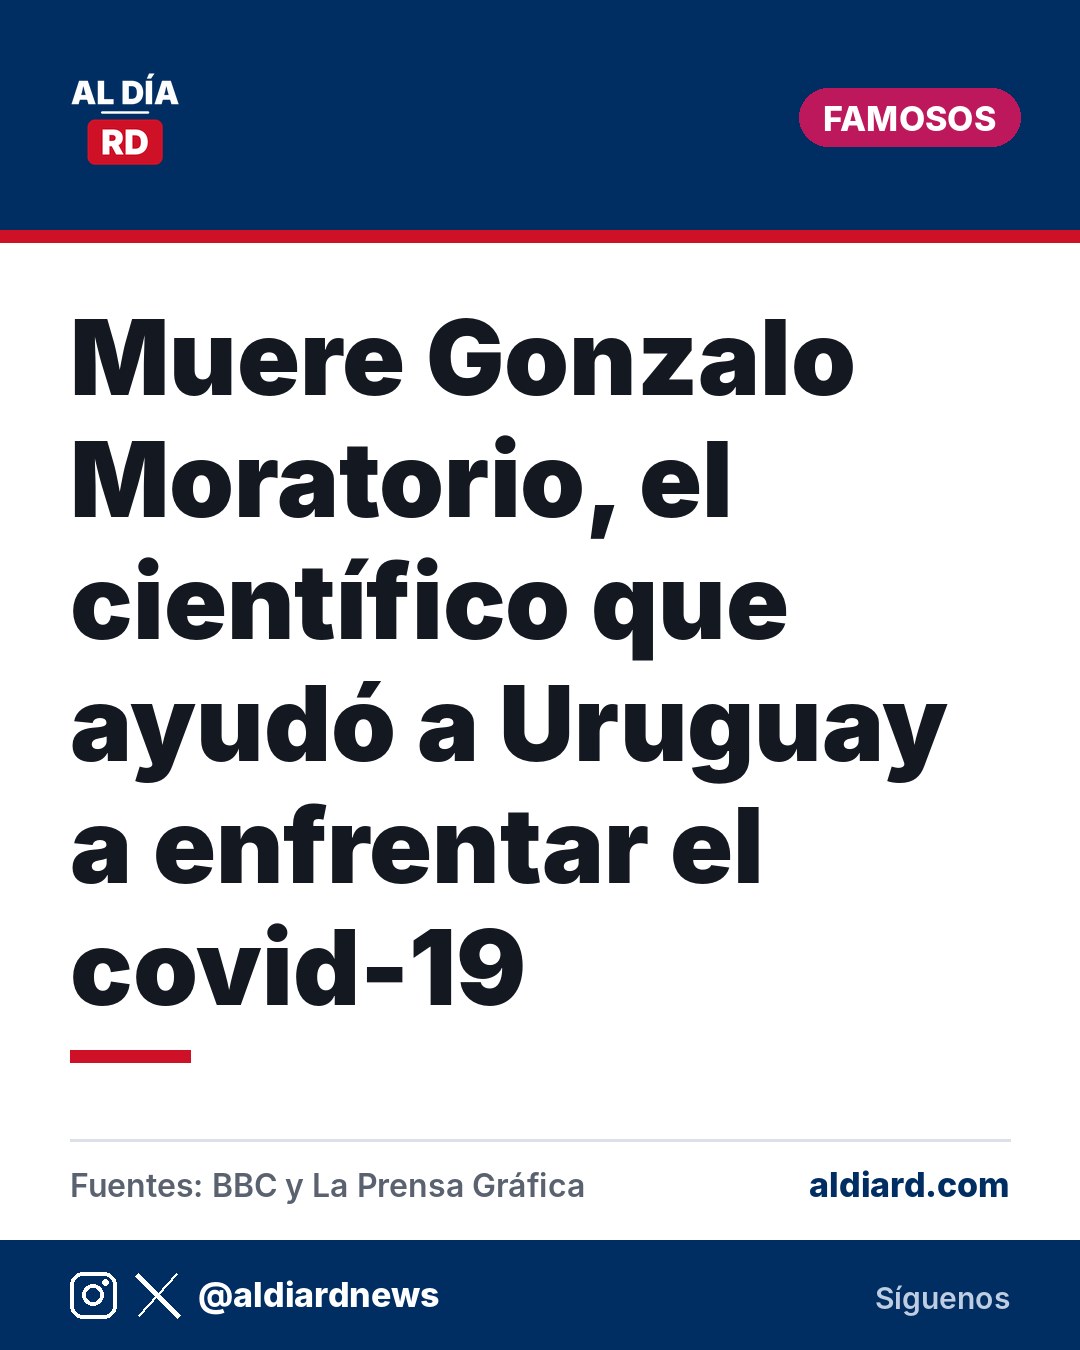 AL DÍA
RD
FAMOSOS
Muere Gonzalo
Moratorio, el
científico que
ayudó a Uruguay
a enfrentar el
covid-19
Fuentes: BBC y La Prensa Gráfica
aldiard.com
@aldiardnews
Síguenos